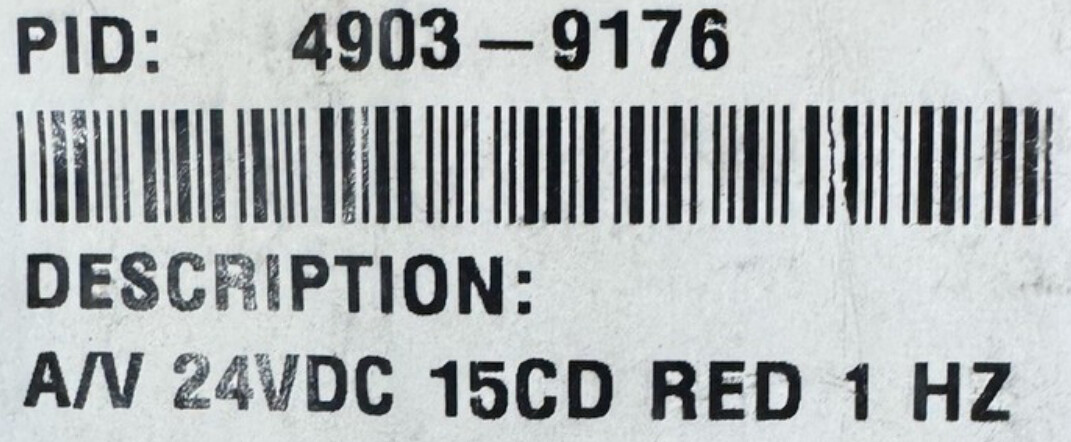 PID: 4903-9176
DESCRIPTION:
A/V 24VDC 15CD RED 1 HZ